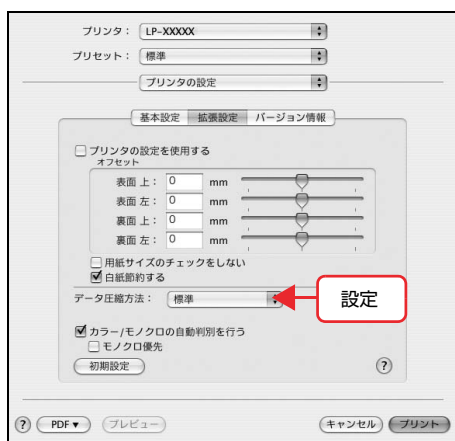 プリンタ： LP-XXXXX
プリセット： 標準
プリンタの設定
基本設定 拡張設定 バージョン情報
プリンタの設定を使用する
オフセット
表面 上： 0 mm
表面 左： 0 mm
裏面 上： 0 mm
裏面 左： 0 mm
用紙サイズのチェックをしない
白紙節約する
データ圧縮方法： 標準
設定
カラー/モノクロの自動判別を行う
モノクロ優先
初期設定 ?
? PDF▼ プレビュー キャンセル プリント